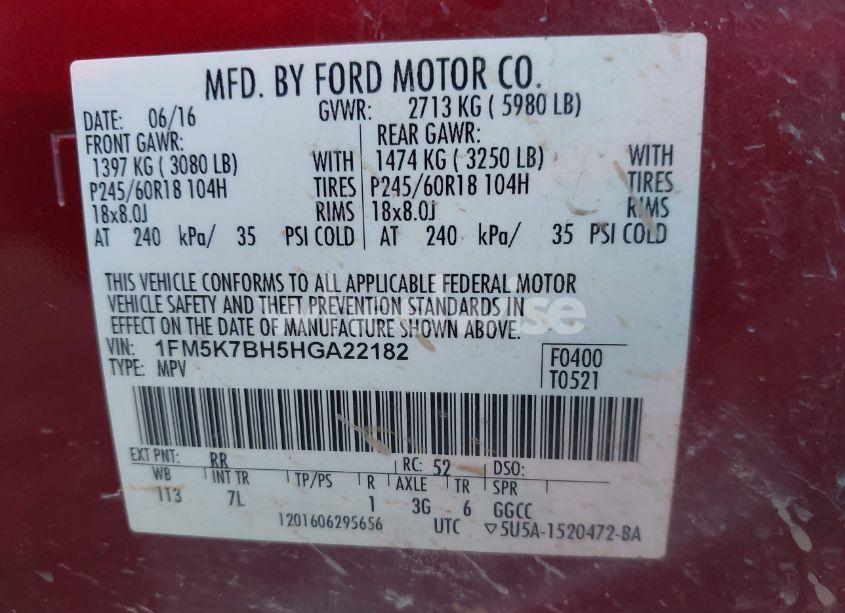 MFD. BY FORD MOTOR CO.
DATE: 06/16 GVWR: 2713 KG ( 5980 LB)
FRONT GAWR: REAR GAWR:
1397 KG ( 3080 LB) WITH 1474 KG ( 3250 LB) WITH
P245/60R18 104H TIRES P245/60R18 104H TIRES
18x8.0J RIMS 18x8.0J RIMS
AT 240 kPa/ 35 PSI COLD AT 240 kPa/ 35 PSI COLD
THIS VEHICLE CONFORMS TO ALL APPLICABLE FEDERAL MOTOR
VEHICLE SAFETY AND THEFT PREVENTION STANDARDS IN
EFFECT ON THE DATE OF MANUFACTURE SHOWN ABOVE.
VIN: 1FM5K7BH5HGA22182 F0400
TYPE: MPV T0521
EXT PNT: RR RC: 52 DSO:
WB INT TR TP/PS R AXLE TR SPR
113 7L 1 3G 6 GGCC
1201606295656 UTC ▽5U5A-1520472-BA